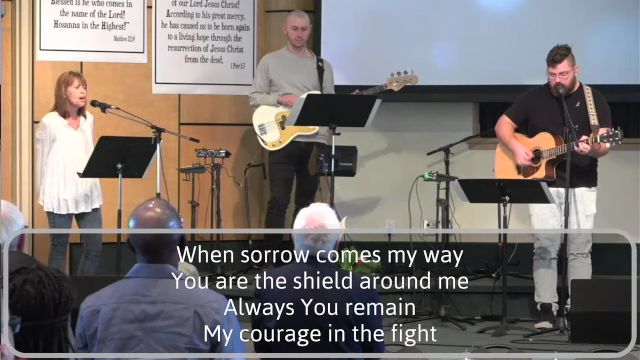 Blessed is he who comes in
the name of the Lord!
Hosanna in the Highest!"
Matthew 21:9
of our Lord Jesus Christ!
According to his great mercy,
he has caused us to be born again
to a living hope through the
resurrection of Jesus Christ
from the dead.
1 Peter 1:3
When sorrow comes my way
You are the shield around me
Always You remain
My courage in the fight